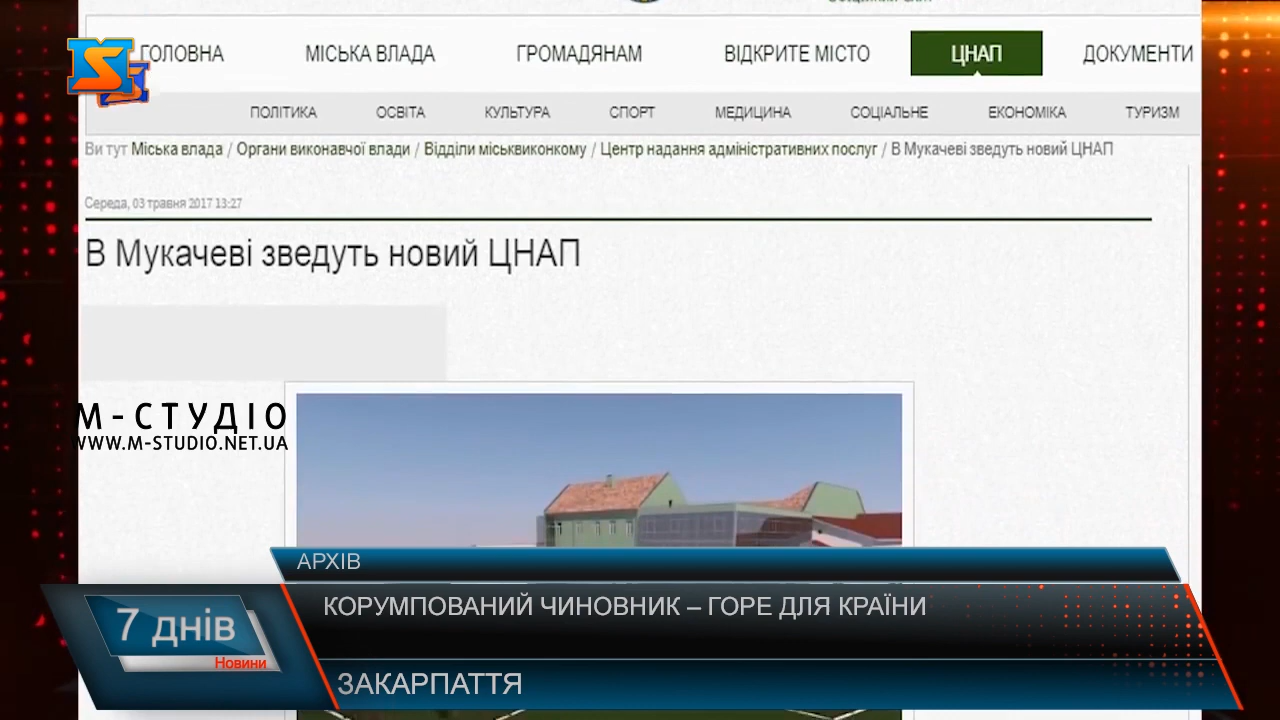 ГОЛОВНА МІСЬКА ВЛАДА ГРОМАДЯНАМ ВІДКРИТЕ МІСТО ЦНАП ДОКУМЕНТИ
ПОЛІТИКА ОСВІТА КУЛЬТУРА СПОРТ МЕДИЦИНА СОЦІАЛЬНЕ ЕКОНОМІКА ТУРИЗМ
Ви тут Міська влада / Органи виконавчої влади / Відділи міськвиконкому / Центр надання адміністративних послуг / В Мукачеві зведуть новий ЦНАП
Середа, 03 травня 2017 13:27
В Мукачеві зведуть новий ЦНАП
М-СТУДІО
WWW.M-STUDIO.NET.UA
АРХІВ
КОРУМПОВАНИЙ ЧИНОВНИК – ГОРЕ ДЛЯ КРАЇНИ
7 днів
Новини
ЗАКАРПАТТЯ